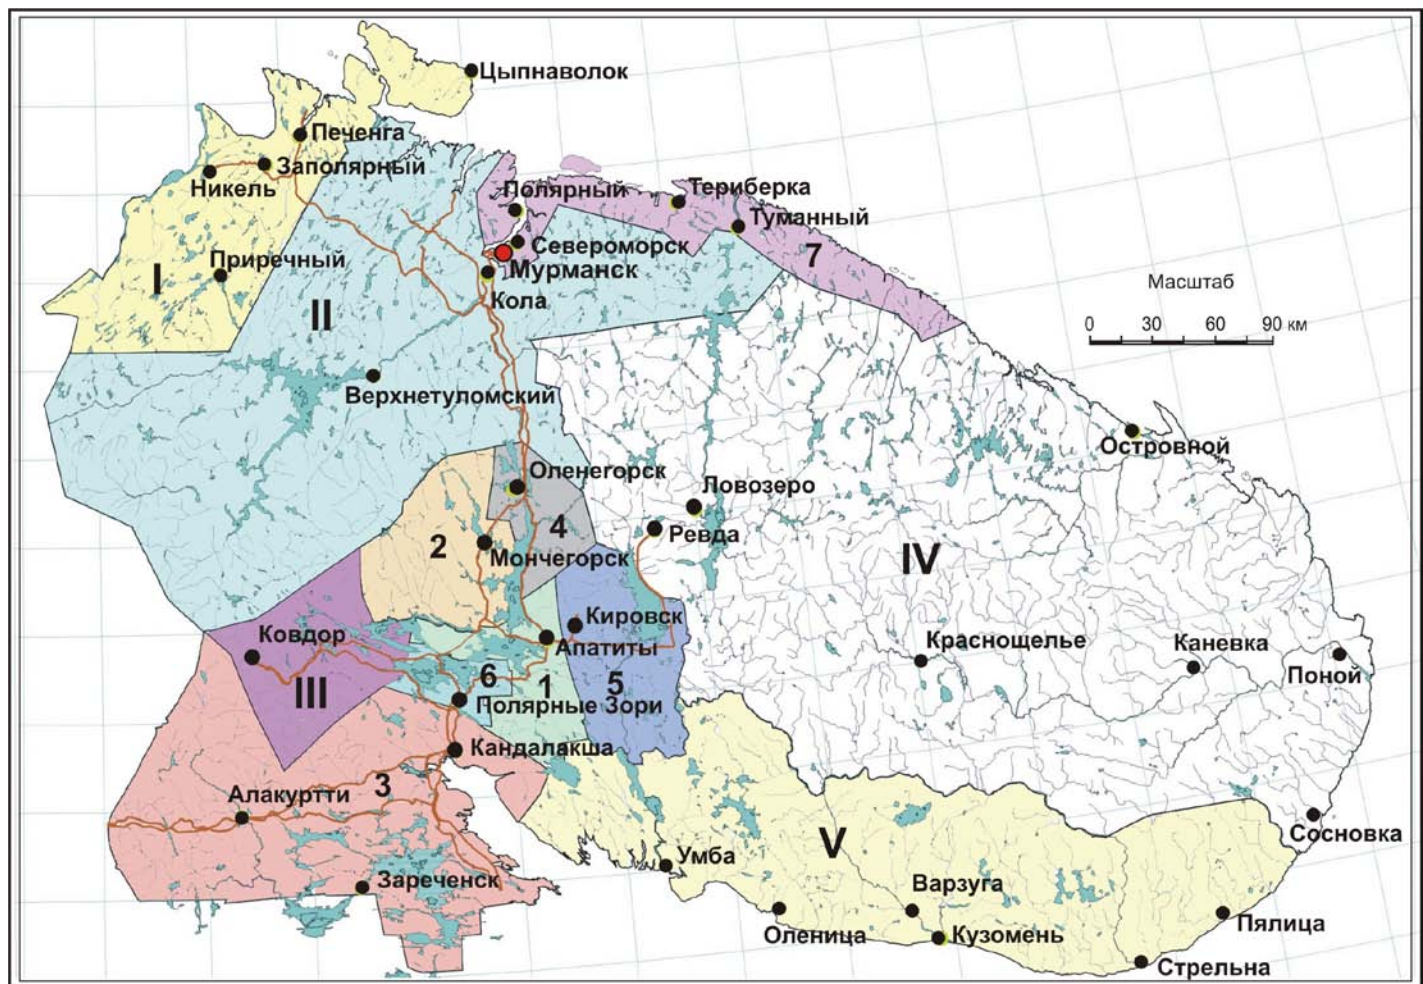 Цыпнаволок
Печенга
Заполярный
Никель
Полярный
Териберка
Туманный
7
Североморск
Мурманск
Приречный
I
Кола
II
Масштаб
0 30 60 90 км
Верхнетуломский
Островной
Оленегорск
Ловозеро
4
Ревда
2
Мончегорск
IV
Кировск
Ковдор
Апатиты
Краснощелье
Каневка
Поной
III
6
1
5
Полярные Зори
Кандалакша
Алакуртти
3
Сосновка
V
Умба
Зареченск
Варзуга
Оленица
Кузомень
Пялица
Стрельна